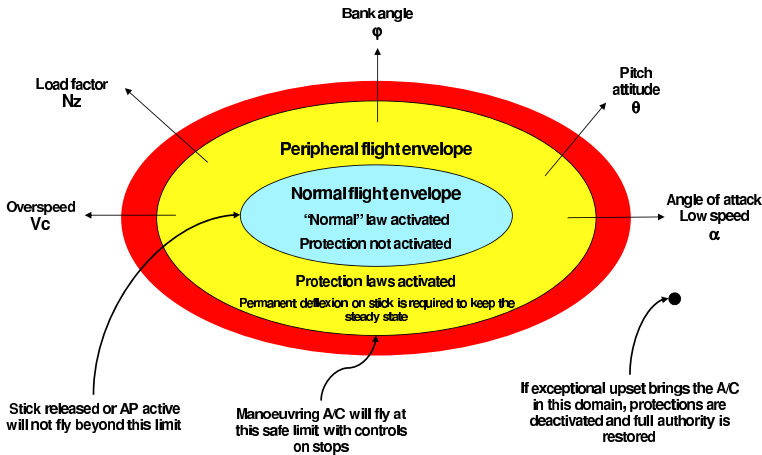 Bank angle
φ
Load factor
Nz
Pitch
attitude
θ
Peripheral flight envelope
Normal flight envelope
“Normal” law activated
Protection not activated
Overspeed
Vc
Angle of attack
Low speed
α
Protection laws activated
Permanent deflexion on stick is required to keep the
steady state
Stick released or AP active
will not fly beyond this limit
Manoeuvring A/C will fly at
this safe limit with controls
on stops
If exceptional upset brings the A/C
in this domain, protections are
deactivated and full authority is
restored